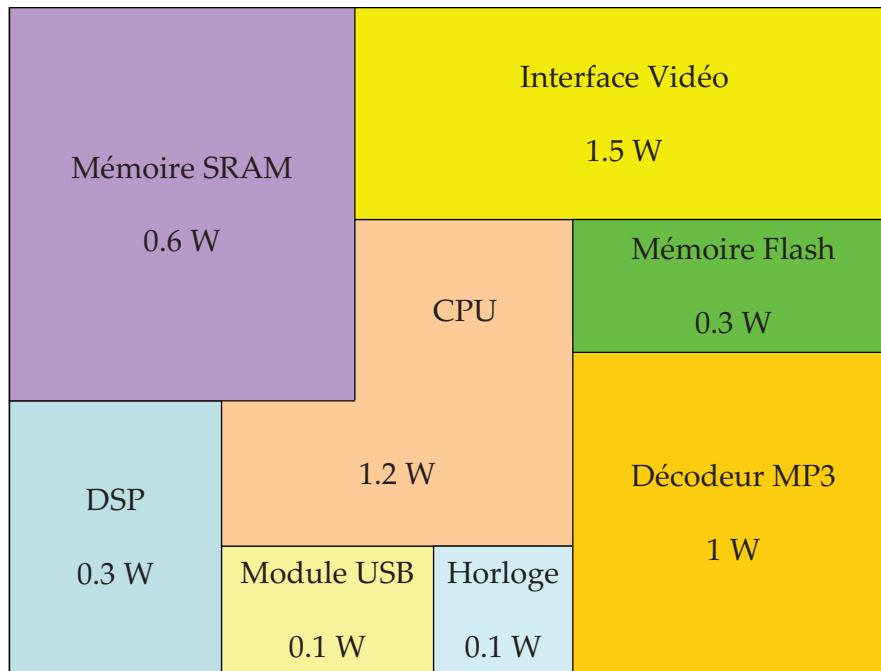 Mémoire SRAM
0.6 W
Interface Vidéo
1.5 W
CPU
1.2 W
Mémoire Flash
0.3 W
DSP
0.3 W
Décodeur MP3
1 W
Module USB
0.1 W
Horloge
0.1 W